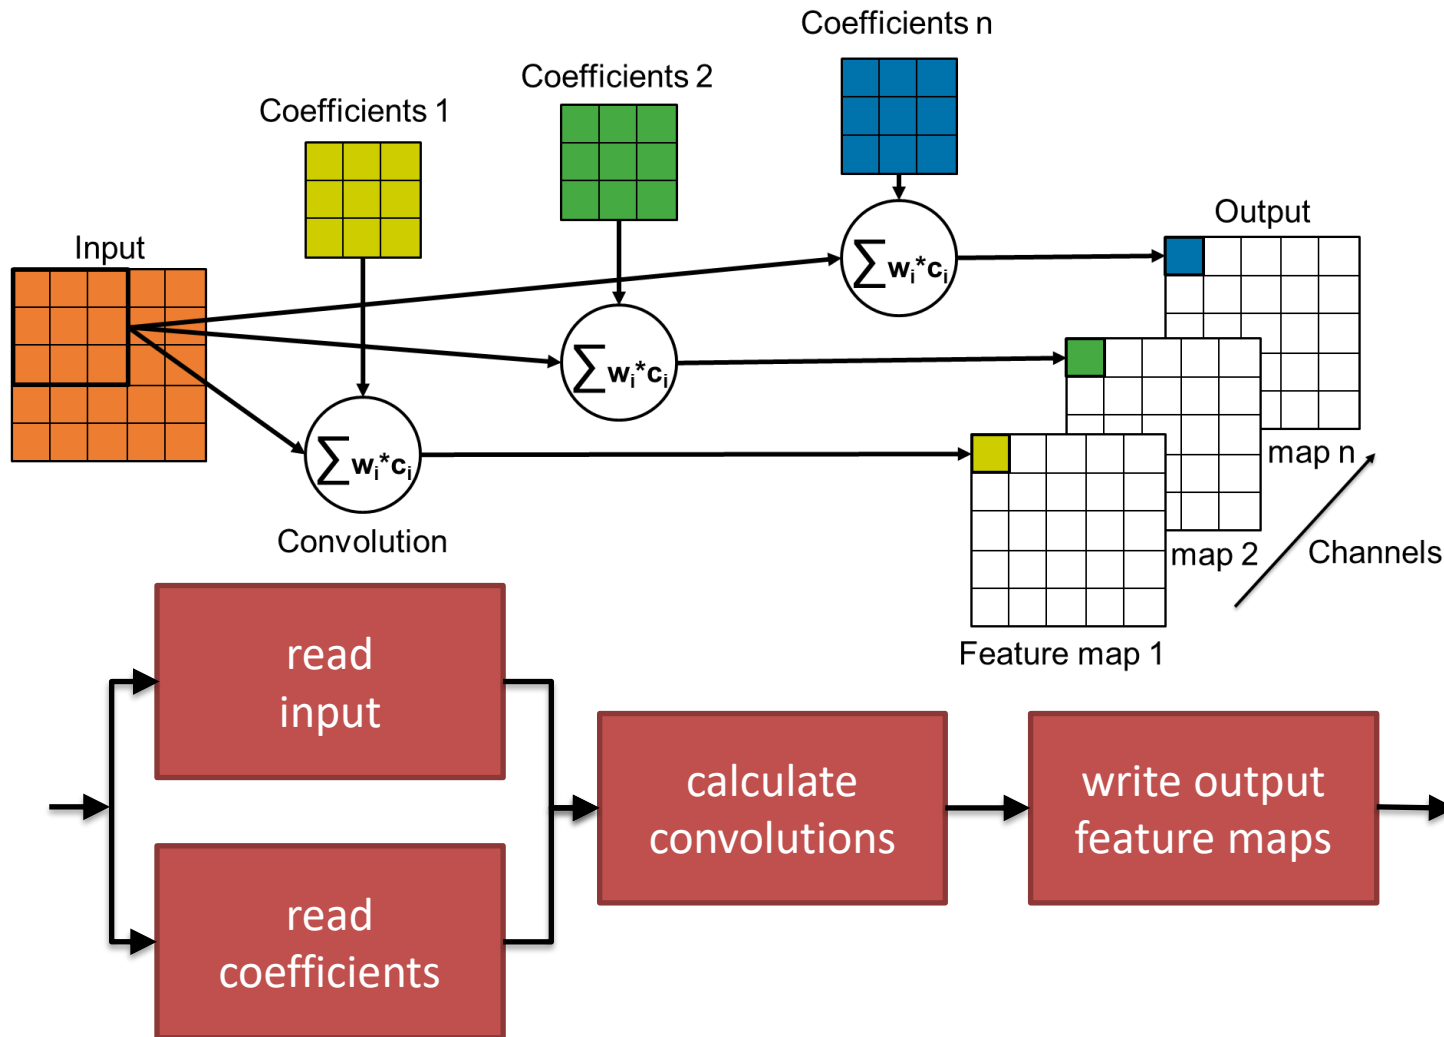 Coefficients n
Coefficients 2
Coefficients 1
Output
Input
∑ wᵢ*cᵢ
∑ wᵢ*cᵢ
∑ wᵢ*cᵢ
map n
Convolution
map 2
Channels
Feature map 1
read
input
calculate
convolutions
write output
feature maps
read
coefficients